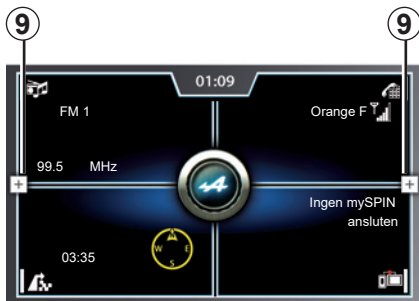 9 9
01:09
FM 1
Orange F
99.5 MHz
Ingen mySPIN
ansluten
03:35
W E
S